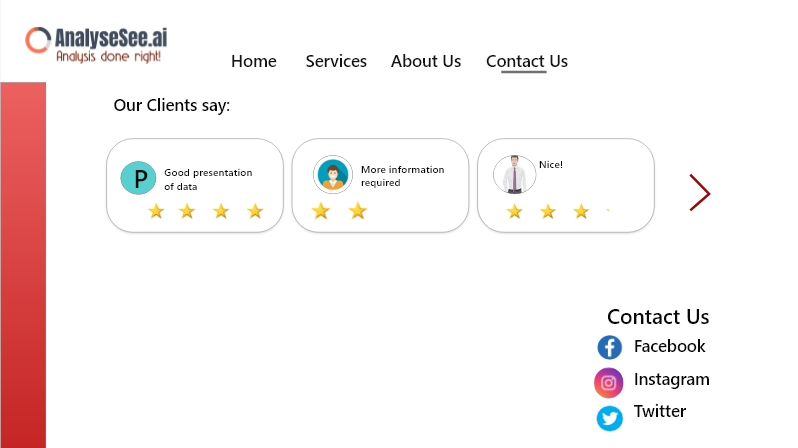 AnalyseSee.ai
Analysis done right!
Home Services About Us Contact Us
Our Clients say:
P
Good presentation
of data
More information
required
Nice!
Contact Us
Facebook
Instagram
Twitter